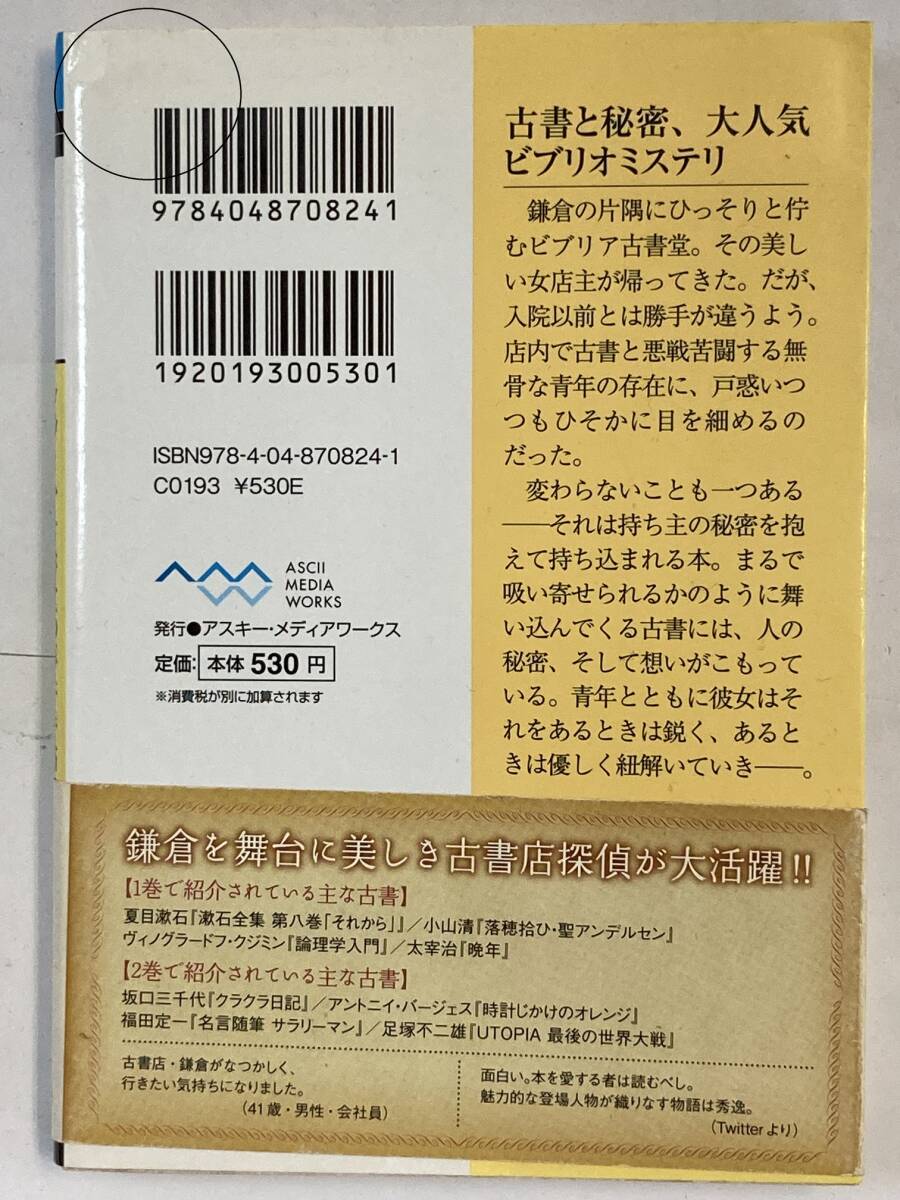 9784048708241
1920193005301
ISBN978-4-04-870824-1
C0193 ¥530E
ASCII
MEDIA
WORKS
発行●アスキー・メディアワークス
定価:本体530円
※消費税が別に加算されます
古書と秘密、大人気
ビブリオミステリ
鎌倉の片隅にひっそりと佇
むビブリア古書堂。その美し
い女店主が帰ってきた。だが、
入院以前とは勝手が違うよう。
店内で古書と悪戦苦闘する無
骨な青年の存在に、戸惑いつ
つもひそかに目を細めるの
だった。
変わらないことも一つある
――それは持ち主の秘密を抱
えて持ち込まれる本。まるで
吸い寄せられるかのように舞
い込んでくる古書には、人の
秘密、そして想いがこもって
いる。青年とともに彼女はそ
れをあるときは鋭く、あると
きは優しく紐解いていき――。
鎌倉を舞台に美しき古書店探偵が大活躍!!
【1巻で紹介されている主な古書】
夏目漱石『漱石全集 第八巻「それから」』／小山清『落穂拾ひ・聖アンデルセン』
ヴィノグラードフ・クジミン『論理学入門』／太宰治『晩年』
【2巻で紹介されている主な古書】
坂口三千代『クラクラ日記』／アントニイ・バージェス『時計じかけのオレンジ』
福田定一『名言随筆 サラリーマン』／足塚不二雄『UTOPIA 最後の世界大戦』
古書店・鎌倉がなつかしく、
行きたい気持ちになりました。
(41歳・男性・会社員)
面白い。本を愛する者は読むべし。
魅力的な登場人物が織りなす物語は秀逸。
(Twitterより)